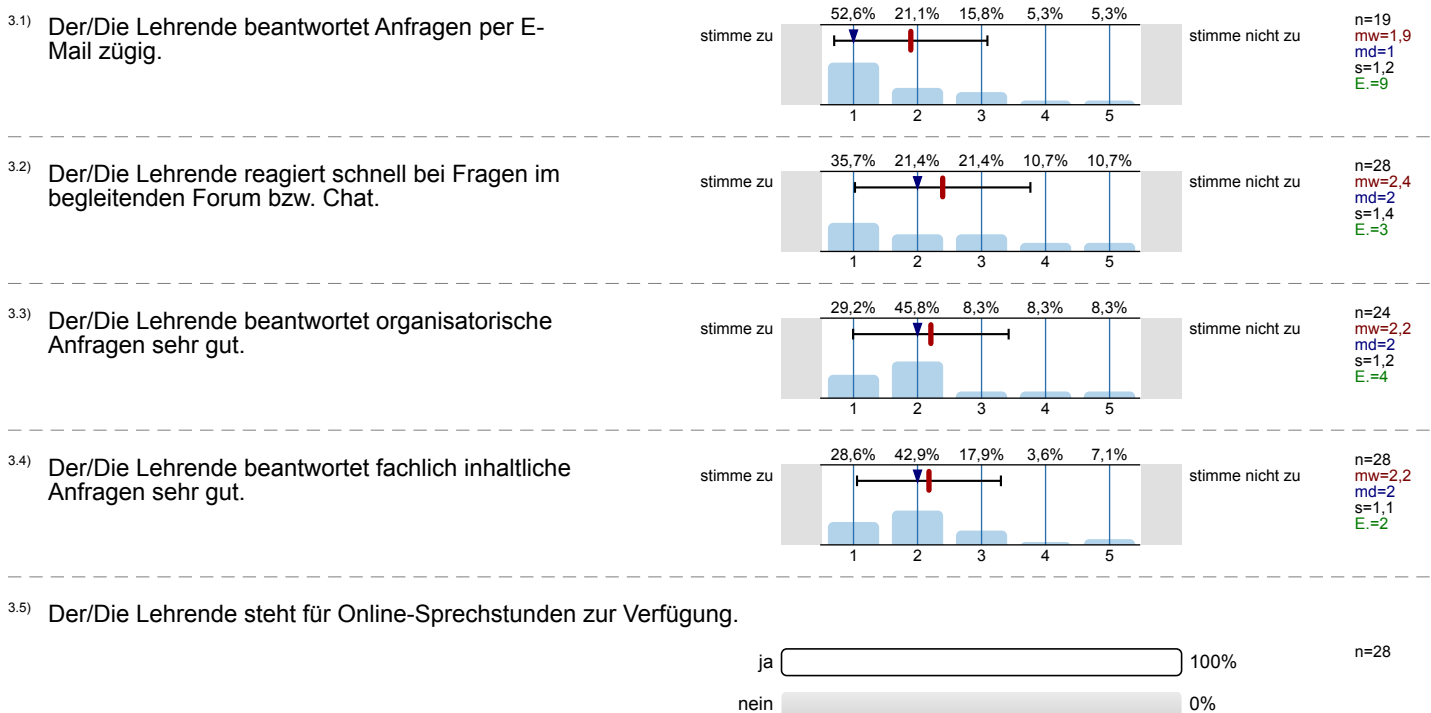 3.1) Der/Die Lehrende beantwortet Anfragen per E-
Mail zügig.
stimme zu
52,6% 21,1% 15,8% 5,3% 5,3%
1 2 3 4 5
stimme nicht zu
n=19
mw=1,9
md=1
s=1,2
E.=9
3.2) Der/Die Lehrende reagiert schnell bei Fragen im
begleitenden Forum bzw. Chat.
stimme zu
35,7% 21,4% 21,4% 10,7% 10,7%
1 2 3 4 5
stimme nicht zu
n=28
mw=2,4
md=2
s=1,4
E.=3
3.3) Der/Die Lehrende beantwortet organisatorische
Anfragen sehr gut.
stimme zu
29,2% 45,8% 8,3% 8,3% 8,3%
1 2 3 4 5
stimme nicht zu
n=24
mw=2,2
md=2
s=1,2
E.=4
3.4) Der/Die Lehrende beantwortet fachlich inhaltliche
Anfragen sehr gut.
stimme zu
28,6% 42,9% 17,9% 3,6% 7,1%
1 2 3 4 5
stimme nicht zu
n=28
mw=2,2
md=2
s=1,1
E.=2
3.5) Der/Die Lehrende steht für Online-Sprechstunden zur Verfügung.
ja 100% n=28
nein 0%